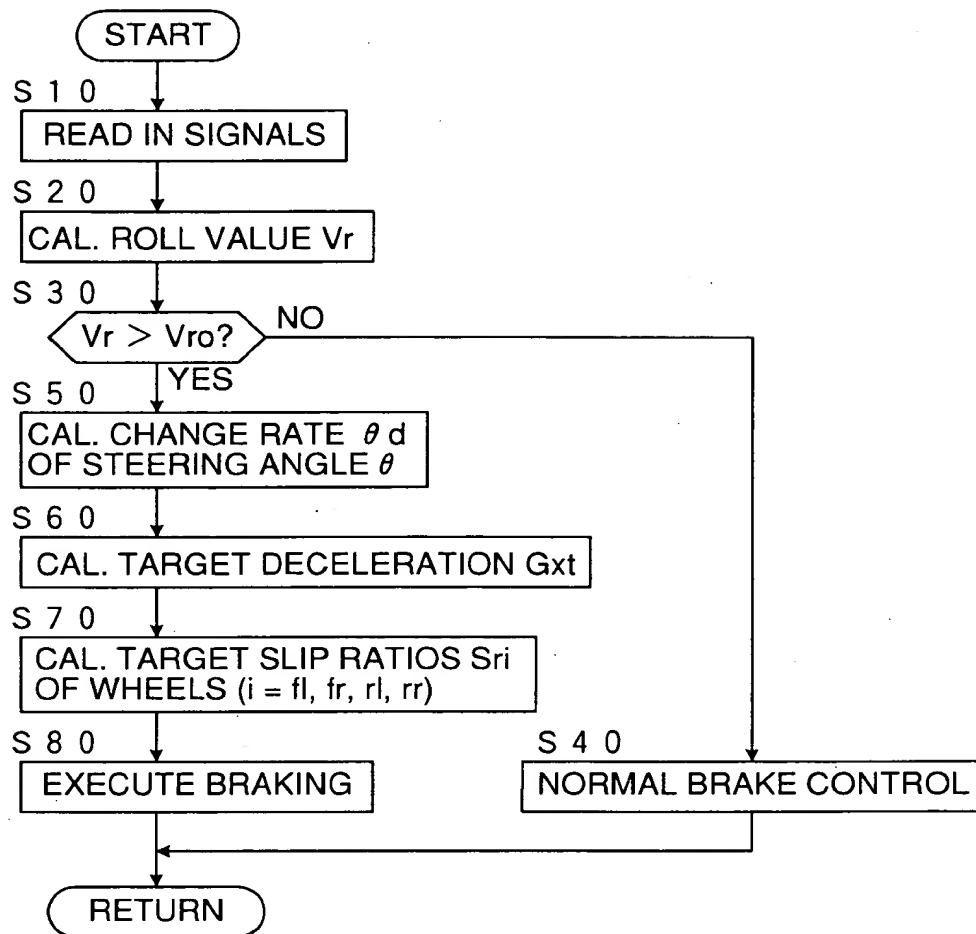 START
S 1 0
READ IN SIGNALS
S 2 0
CAL. ROLL VALUE Vr
S 3 0
Vr > Vro?
NO
YES
S 5 0
CAL. CHANGE RATE θ d
OF STEERING ANGLE θ
S 6 0
CAL. TARGET DECELERATION Gxt
S 7 0
CAL. TARGET SLIP RATIOS Sri
OF WHEELS (i = fl, fr, rl, rr)
S 8 0
EXECUTE BRAKING
S 4 0
NORMAL BRAKE CONTROL
RETURN